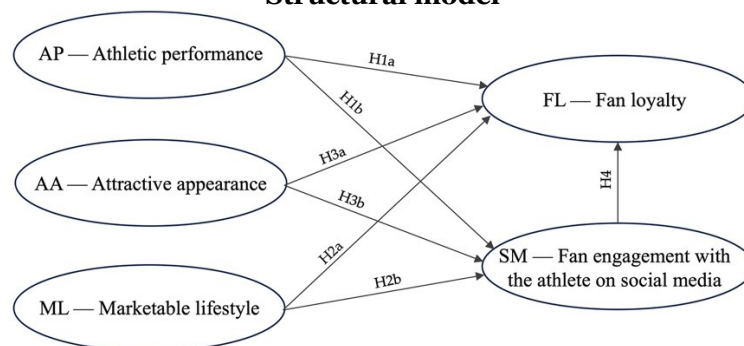 Structural model
AP — Athletic performance
H1a
FL — Fan loyalty
H1b
H3a
AA — Attractive appearance
H3b
H4
H2a
SM — Fan engagement with
the athlete on social media
H2b
ML — Marketable lifestyle